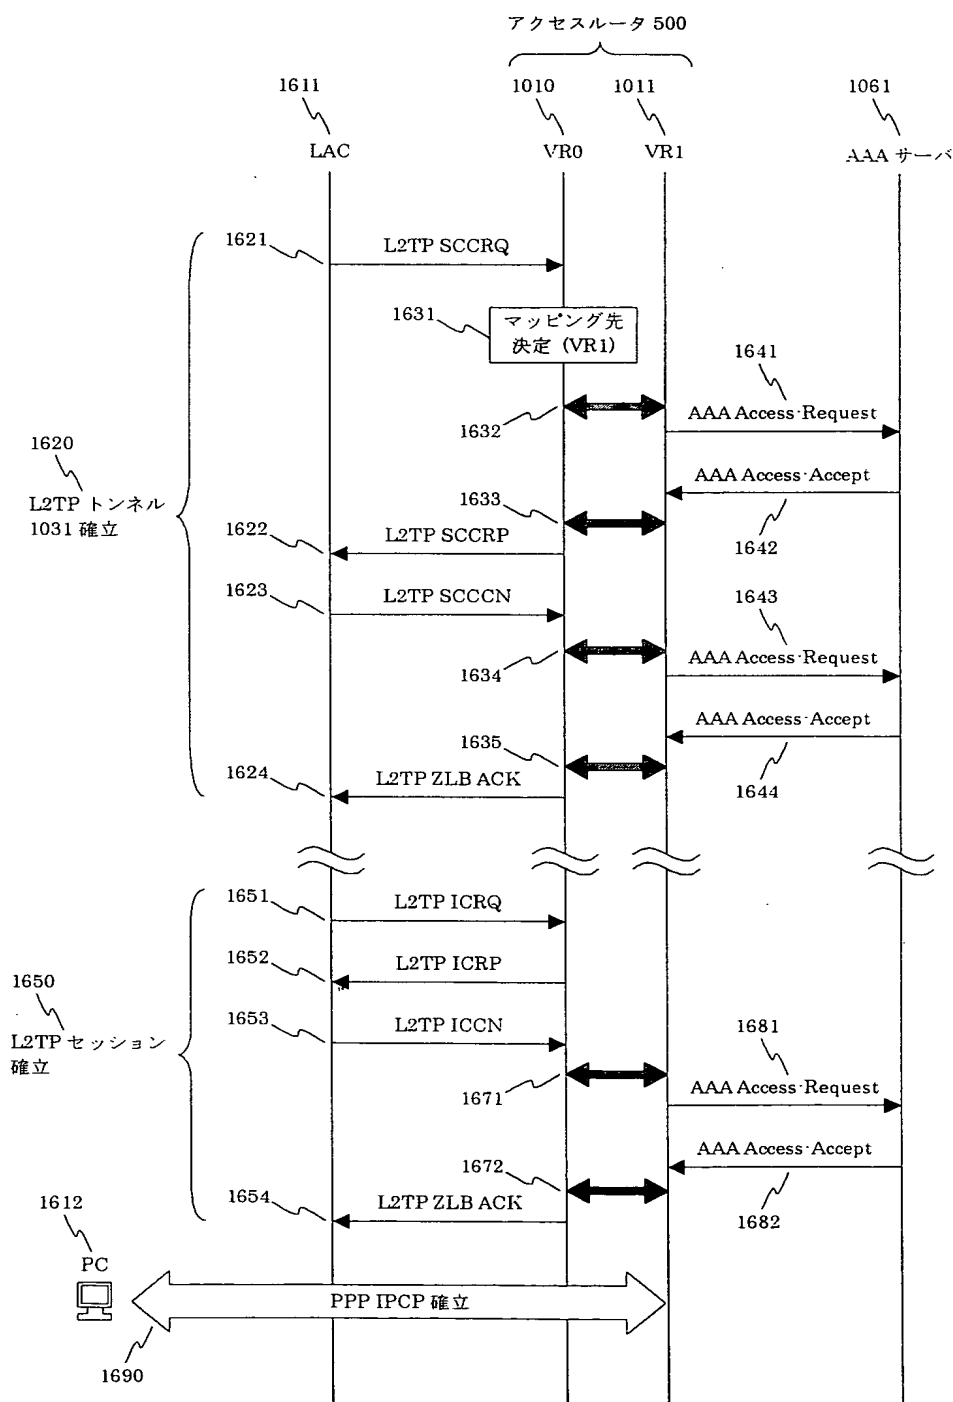 アクセスルータ 500
1611
1010
1011
1061
LAC
VR0
VR1
AAA サーバ
1621
L2TP SCCRQ
1631
マッピング先
決定 (VR1)
1641
1632
AAA Access-Request
1620
L2TP トンネル
1031 確立
AAA Access-Accept
1633
1622
L2TP SCCRP
1642
1623
L2TP SCCCN
1643
1634
AAA Access-Request
AAA Access-Accept
1635
1624
L2TP ZLB ACK
1644
1651
L2TP ICRQ
1652
L2TP ICRP
1650
L2TP セッション
確立
1653
L2TP ICCN
1681
1671
AAA Access-Request
AAA Access-Accept
1672
1654
L2TP ZLB ACK
1682
1612
PC
PPP IPCP 確立
1690